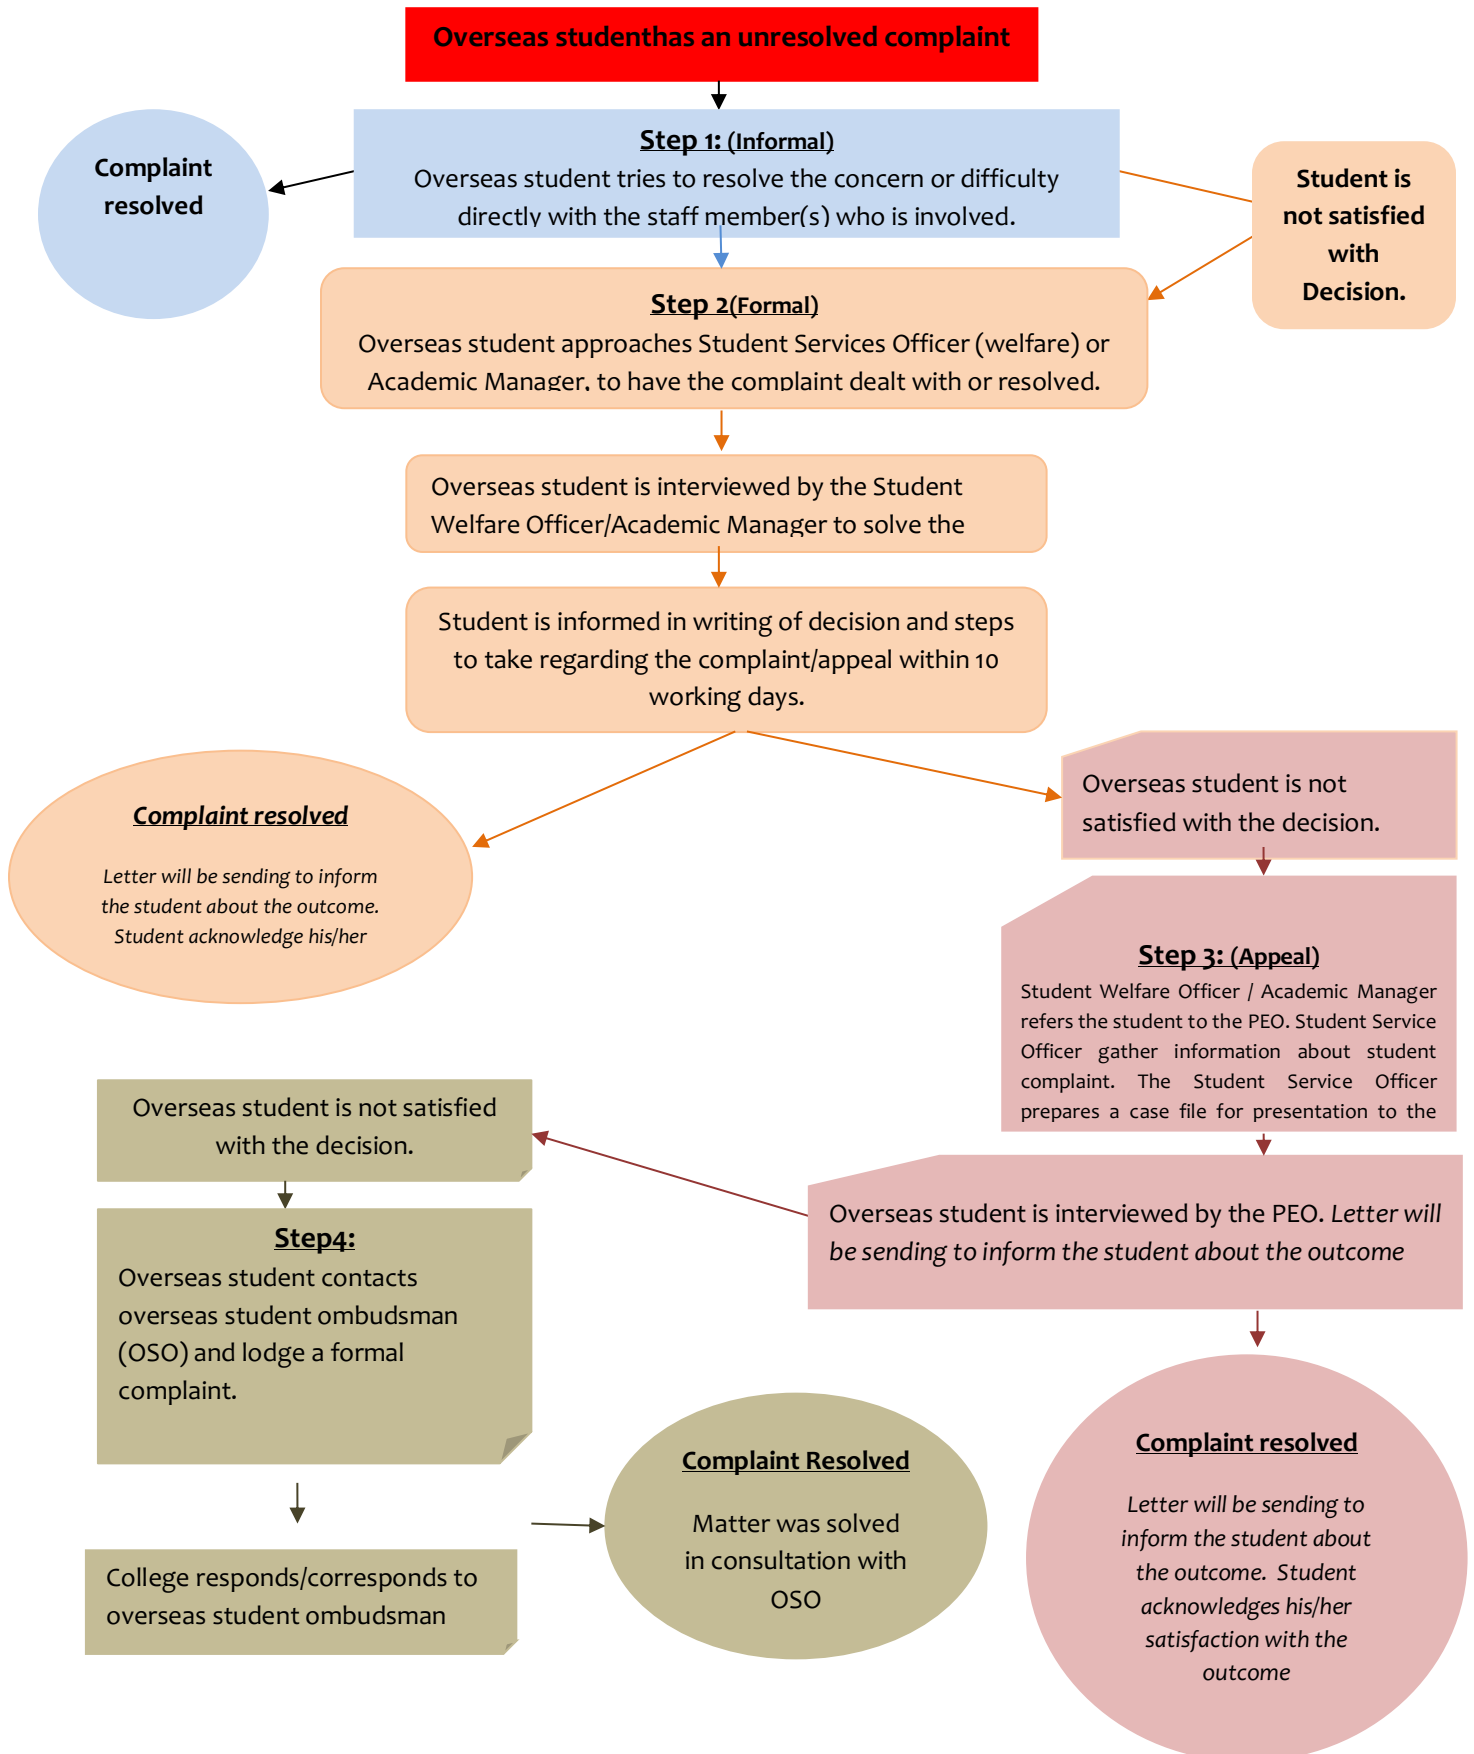 Overseas studenthas an unresolved complaint
Complaint
resolved
Step 1: (Informal)
Overseas student tries to resolve the concern or difficulty
directly with the staff member(s) who is involved.
Student is
not satisfied
with
Decision.
Step 2(Formal)
Overseas student approaches Student Services Officer (welfare) or
Academic Manager, to have the complaint dealt with or resolved.
Overseas student is interviewed by the Student
Welfare Officer/Academic Manager to solve the
Student is informed in writing of decision and steps
to take regarding the complaint/appeal within 10
working days.
Complaint resolved
Letter will be sending to inform
the student about the outcome.
Student acknowledge his/her
Overseas student is not
satisfied with the decision.
Step 3: (Appeal)
Student Welfare Officer / Academic Manager
refers the student to the PEO. Student Service
Officer gather information about student
complaint. The Student Service Officer
prepares a case file for presentation to the
Overseas student is not satisfied
with the decision.
Overseas student is interviewed by the PEO. Letter will
be sending to inform the student about the outcome
Step4:
Overseas student contacts
overseas student ombudsman
(OSO) and lodge a formal
complaint.
Complaint Resolved
Matter was solved
in consultation with
OSO
Complaint resolved
Letter will be sending to
inform the student about
the outcome. Student
acknowledges his/her
satisfaction with the
outcome
College responds/corresponds to
overseas student ombudsman